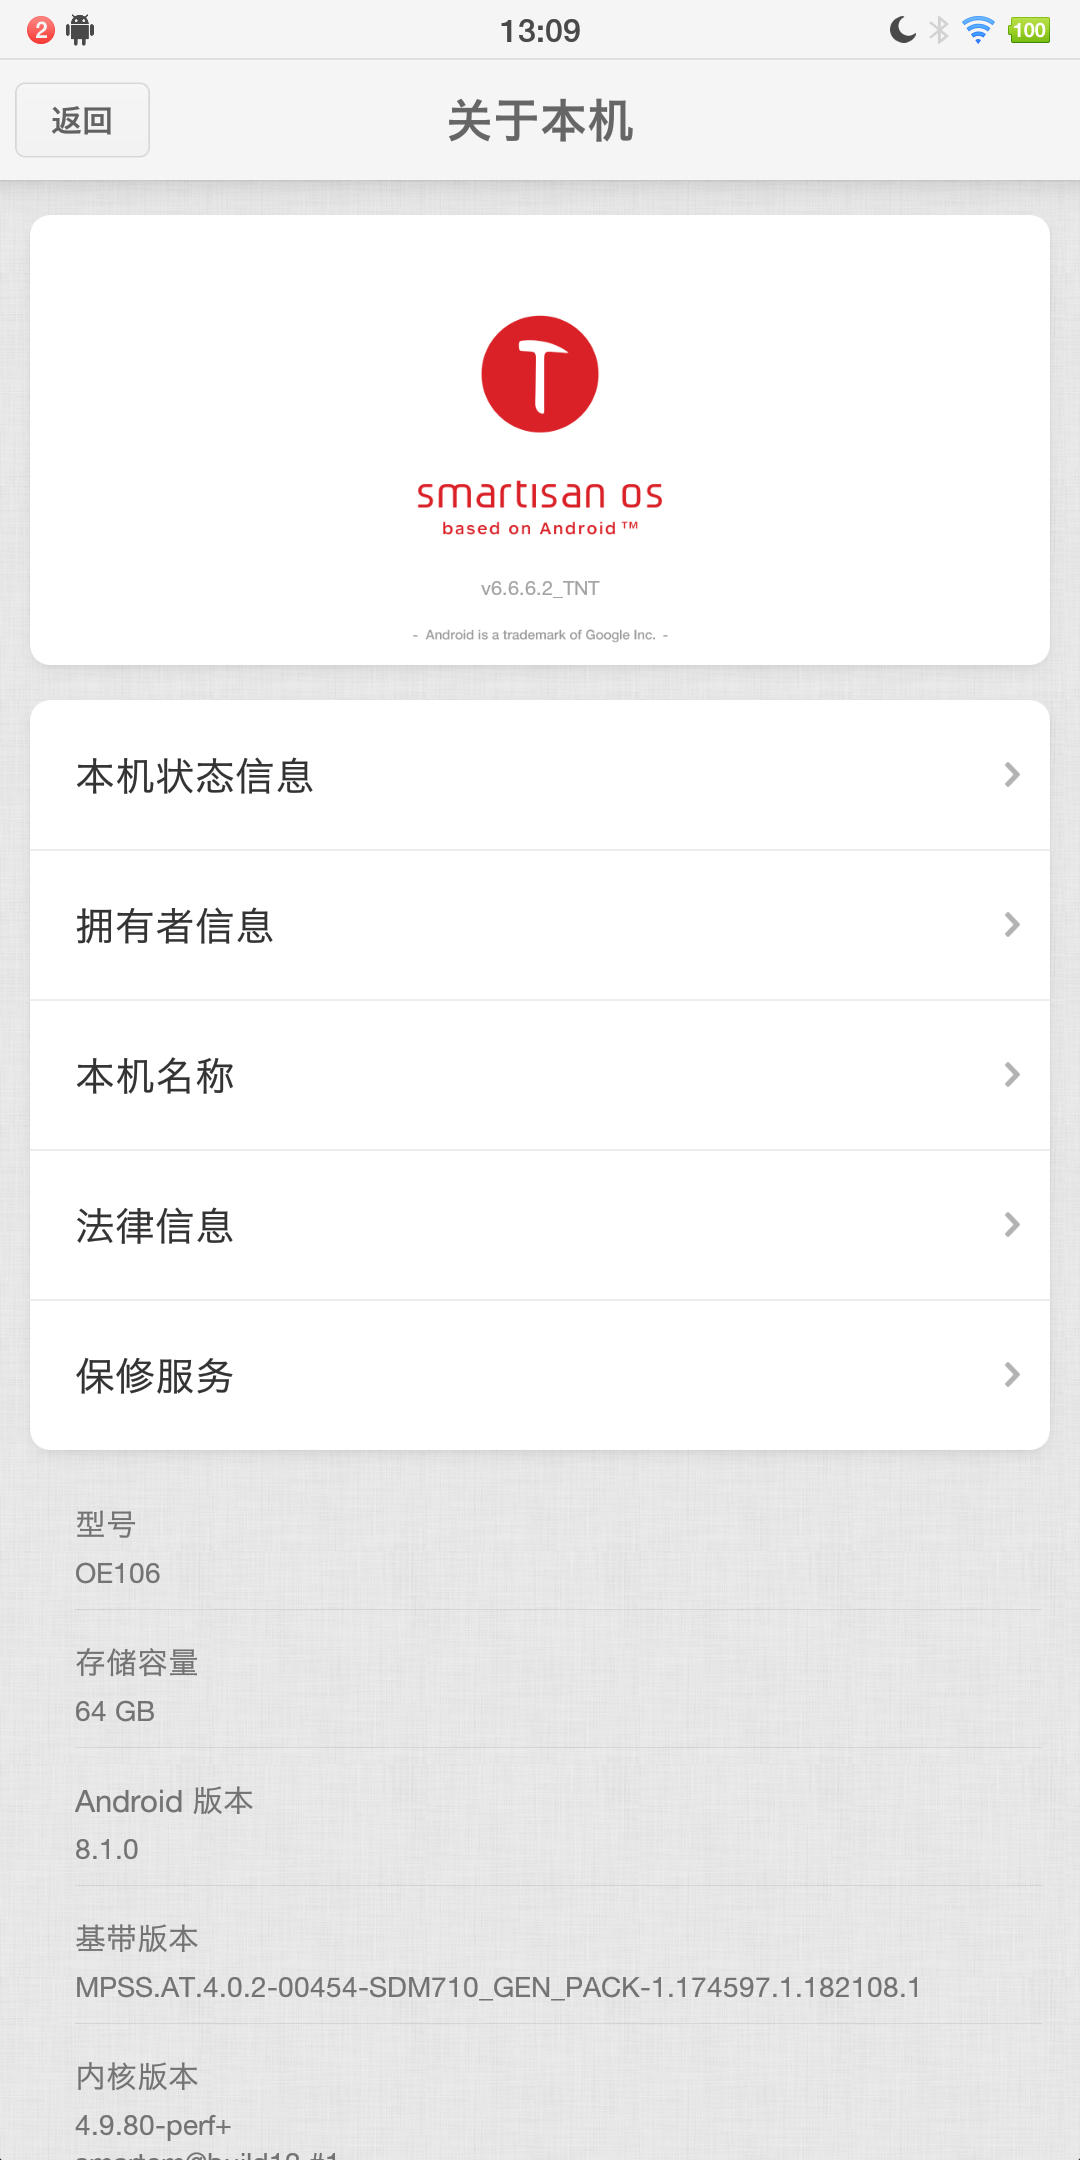 2
13:09
100
返回
关于本机
smartisan os
based on Android™
v6.6.6.2_TNT
- Android is a trademark of Google Inc. -
本机状态信息
拥有者信息
本机名称
法律信息
保修服务
型号
OE106
存储容量
64 GB
Android 版本
8.1.0
基带版本
MPSS.AT.4.0.2-00454-SDM710_GEN_PACK-1.174597.1.182108.1
内核版本
4.9.80-perf+